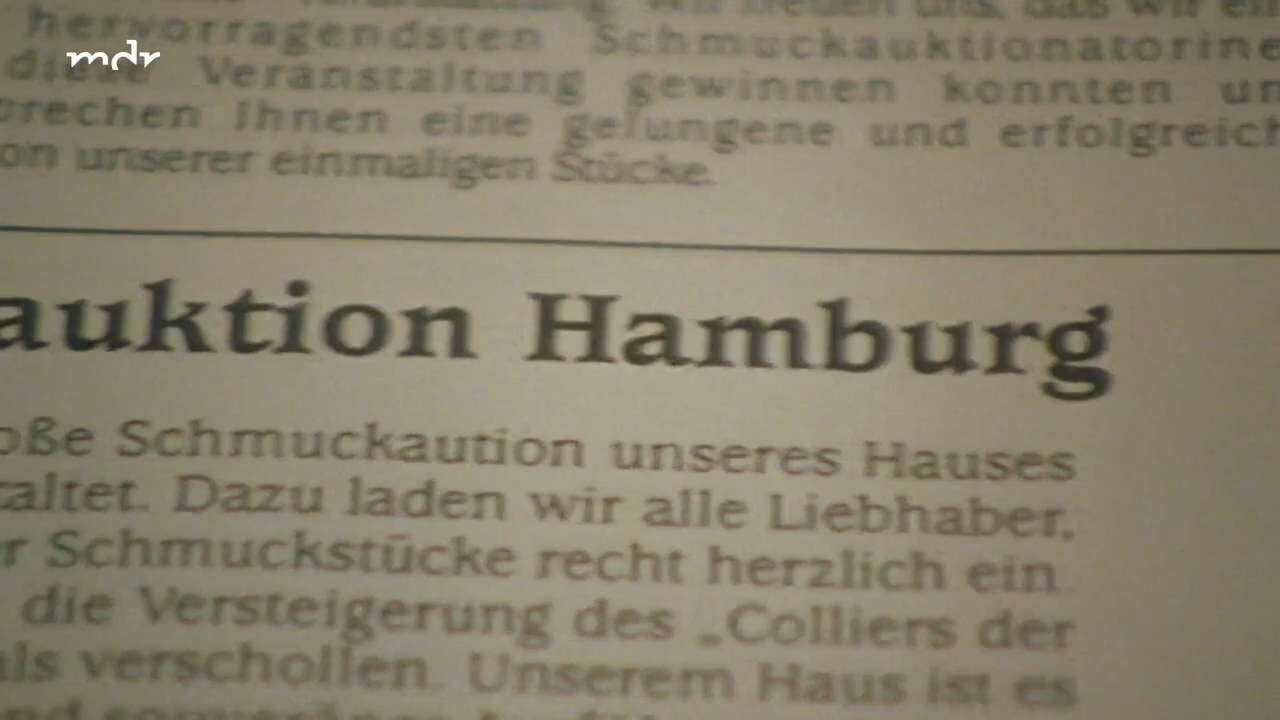 mdr
hervorragendsten Schmuckauktionatorine
Veranstaltung gewinnen konnten un
prechen Ihnen eine gelungene und erfolgreich
on unserer einmaligen Stücke.
auktion Hamburg
oße Schmuckaution unseres Hauses
taltet. Dazu laden wir alle Liebhaber,
r Schmuckstücke recht herzlich ein.
die Versteigerung des „Colliers der
als verschollen. Unserem Haus ist es